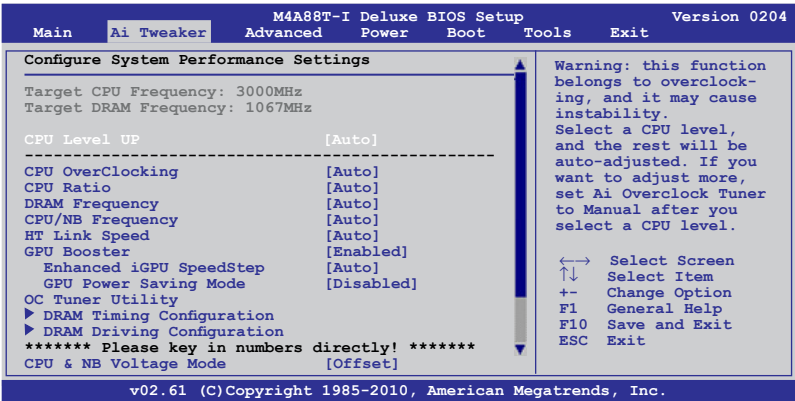 M4A88T-I Deluxe BIOS Setup Version 0204
Main Ai Tweaker Advanced Power Boot Tools Exit
Configure System Performance Settings
Target CPU Frequency: 3000MHz
Target DRAM Frequency: 1067MHz
CPU Level UP [Auto]
--------------------------------------------------
CPU OverClocking [Auto]
CPU Ratio [Auto]
DRAM Frequency [Auto]
CPU/NB Frequency [Auto]
HT Link Speed [Auto]
GPU Booster [Enabled]
Enhanced iGPU SpeedStep [Auto]
GPU Power Saving Mode [Disabled]
OC Tuner Utility
DRAM Timing Configuration
DRAM Driving Configuration
******* Please key in numbers directly! *******
CPU & NB Voltage Mode [Offset]
Warning: this function
belongs to overclock-
ing, and it may cause
instability.
Select a CPU level,
and the rest will be
auto-adjusted. If you
want to adjust more,
set Ai Overclock Tuner
to Manual after you
select a CPU level.
←→ Select Screen
↑↓ Select Item
+- Change Option
F1 General Help
F10 Save and Exit
ESC Exit
v02.61 (C)Copyright 1985-2010, American Megatrends, Inc.